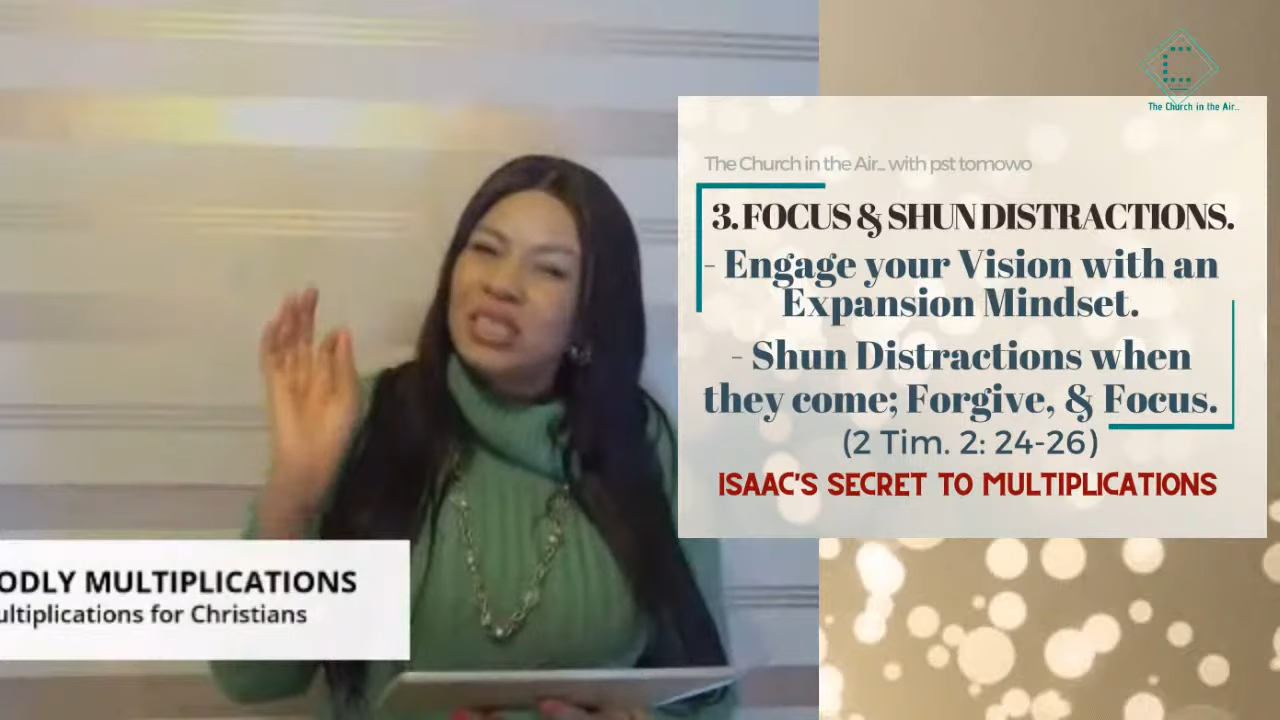 The Church in the Air...
The Church in the Air... with pst tomowo
3. FOCUS & SHUN DISTRACTIONS.
- Engage your Vision with an
Expansion Mindset.
- Shun Distractions when
they come; Forgive, & Focus.
(2 Tim. 2: 24-26)
ISAAC'S SECRET TO MULTIPLICATIONS
ODLY MULTIPLICATIONS
ultiplications for Christians